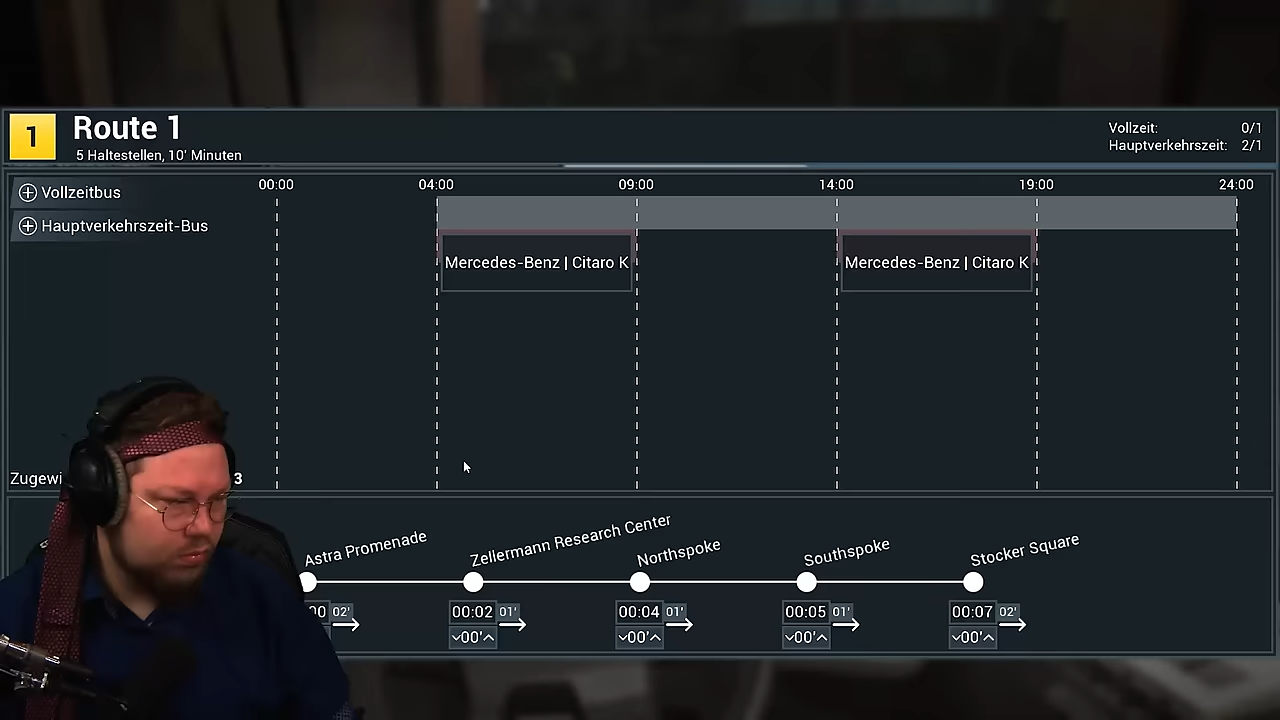 1
Route 1
5 Haltestellen, 10' Minuten
Vollzeit: 0/1
Hauptverkehrszeit: 2/1
Vollzeitbus
Hauptverkehrszeit-Bus
00:00 04:00 09:00 14:00 19:00 24:00
Mercedes-Benz | Citaro K Mercedes-Benz | Citaro K
3
Astra Promenade Zellermann Research Center Northspoke Southspoke Stocker Square
02' 00:02 01' 00:04 01' 00:05 01' 00:07 02'
00' 00' 00' 00'